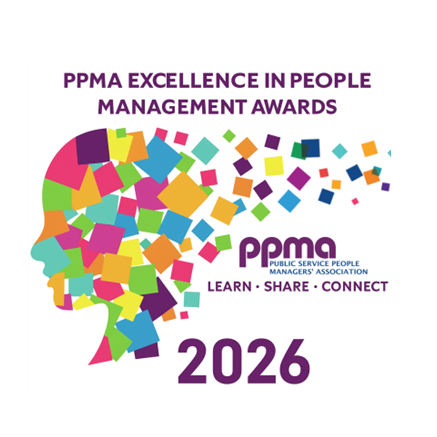 PPMA EXCELLENCE IN PEOPLE
MANAGEMENT AWARDS
ppma
PUBLIC SERVICE PEOPLE
MANAGERS' ASSOCIATION
LEARN · SHARE · CONNECT
2026